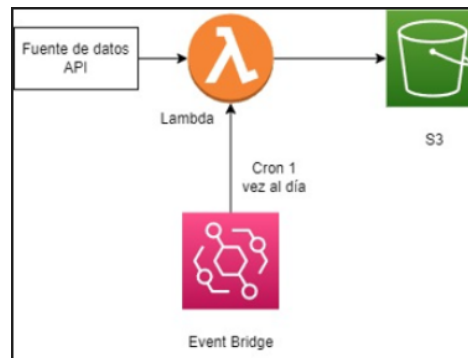 Fuente de datos
API
Lambda
S3
Cron 1
vez al día
Event Bridge